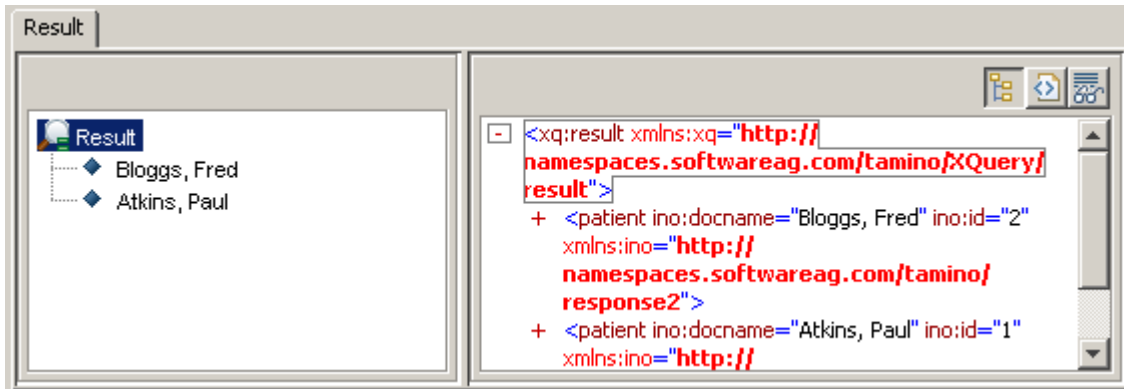 Result
Result
Bloggs, Fred
Atkins, Paul
- <xq:result xmlns:xq="http://
namespaces.softwareag.com/tamino/XQuery/
result">
+ <patient ino:docname="Bloggs, Fred" ino:id="2"
xmlns:ino="http://
namespaces.softwareag.com/tamino/
response2">
+ <patient ino:docname="Atkins, Paul" ino:id="1"
xmlns:ino="http://